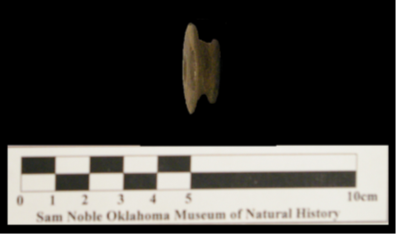 0 1 2 3 4 5 10cm
Sam Noble Oklahoma Museum of Natural History